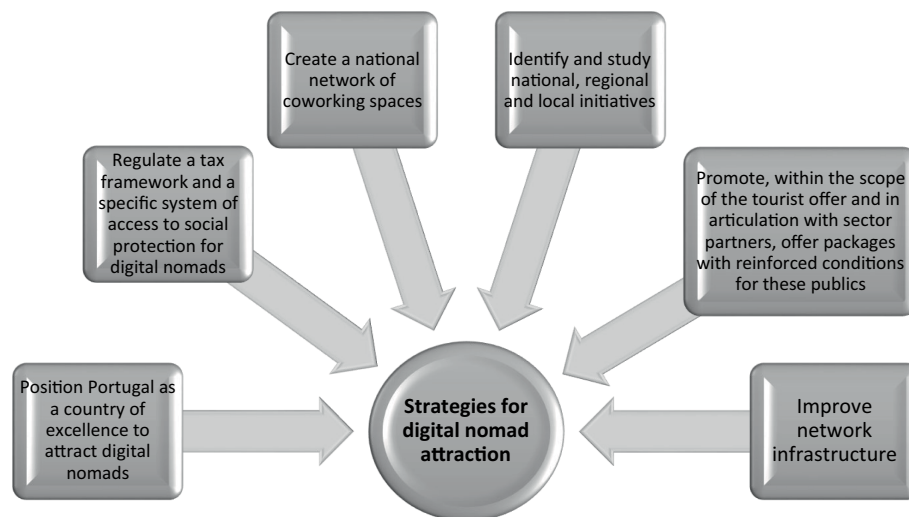 Create a national
network of
coworking spaces
Identify and study
national, regional
and local initiatives
Regulate a tax
framework and a
specific system of
access to social
protection for
digital nomads
Promote, within the scope
of the tourist offer and in
articulation with sector
partners, offer packages
with reinforced conditions
for these publics
Position Portugal as
a country of
excellence to
attract digital
nomads
Strategies for
digital nomad
attraction
Improve
network
infrastructure